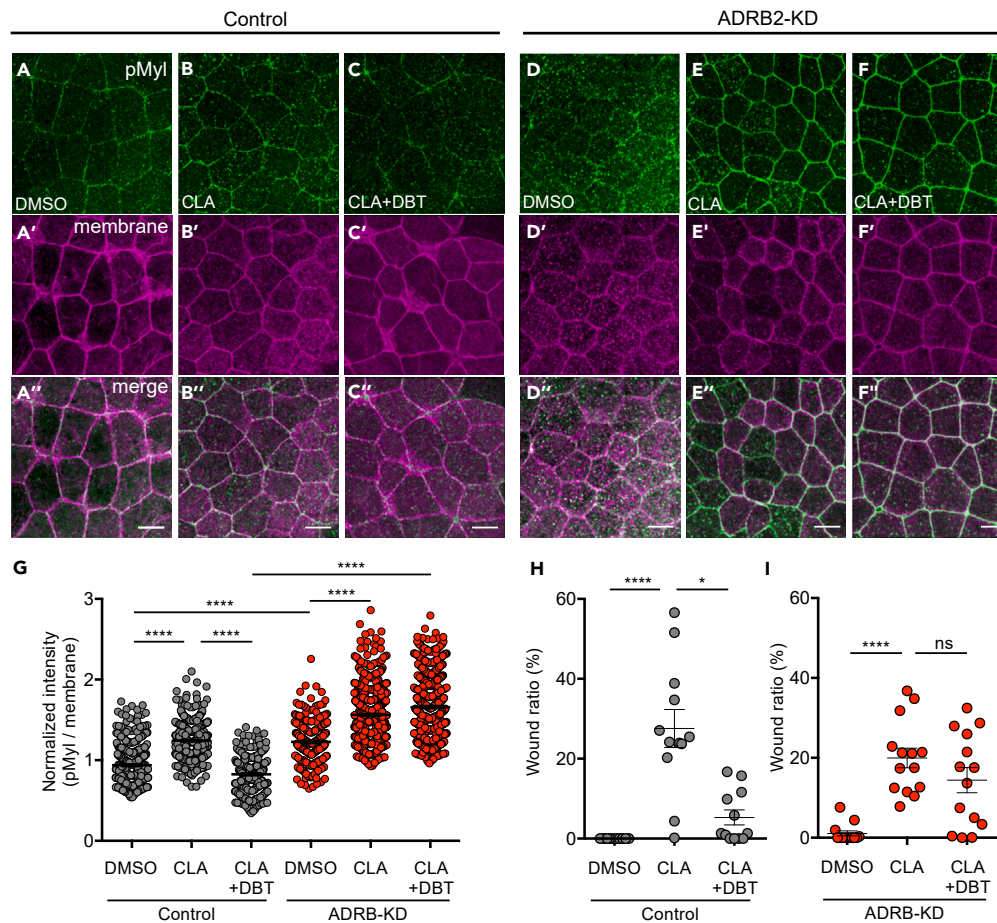 Control ADRB2-KD
A pMyl B C D E F
DMSO CLA CLA+DBT DMSO CLA CLA+DBT
A' membrane B' C' D' E' F'
A'' merge B'' C'' D'' E'' F''
G H I
**** **** * **** ns
**** **** **** **** ****
Normalized intensity
(pMyl / membrane)
3
2
1
0
DMSO CLA CLA
+DBT DMSO CLA CLA
+DBT
Control ADRB-KD
Wound ratio (%)
60
40
20
0
DMSO CLA CLA
+DBT
Control
Wound ratio (%)
60
40
20
0
DMSO CLA CLA
+DBT
ADRB-KD